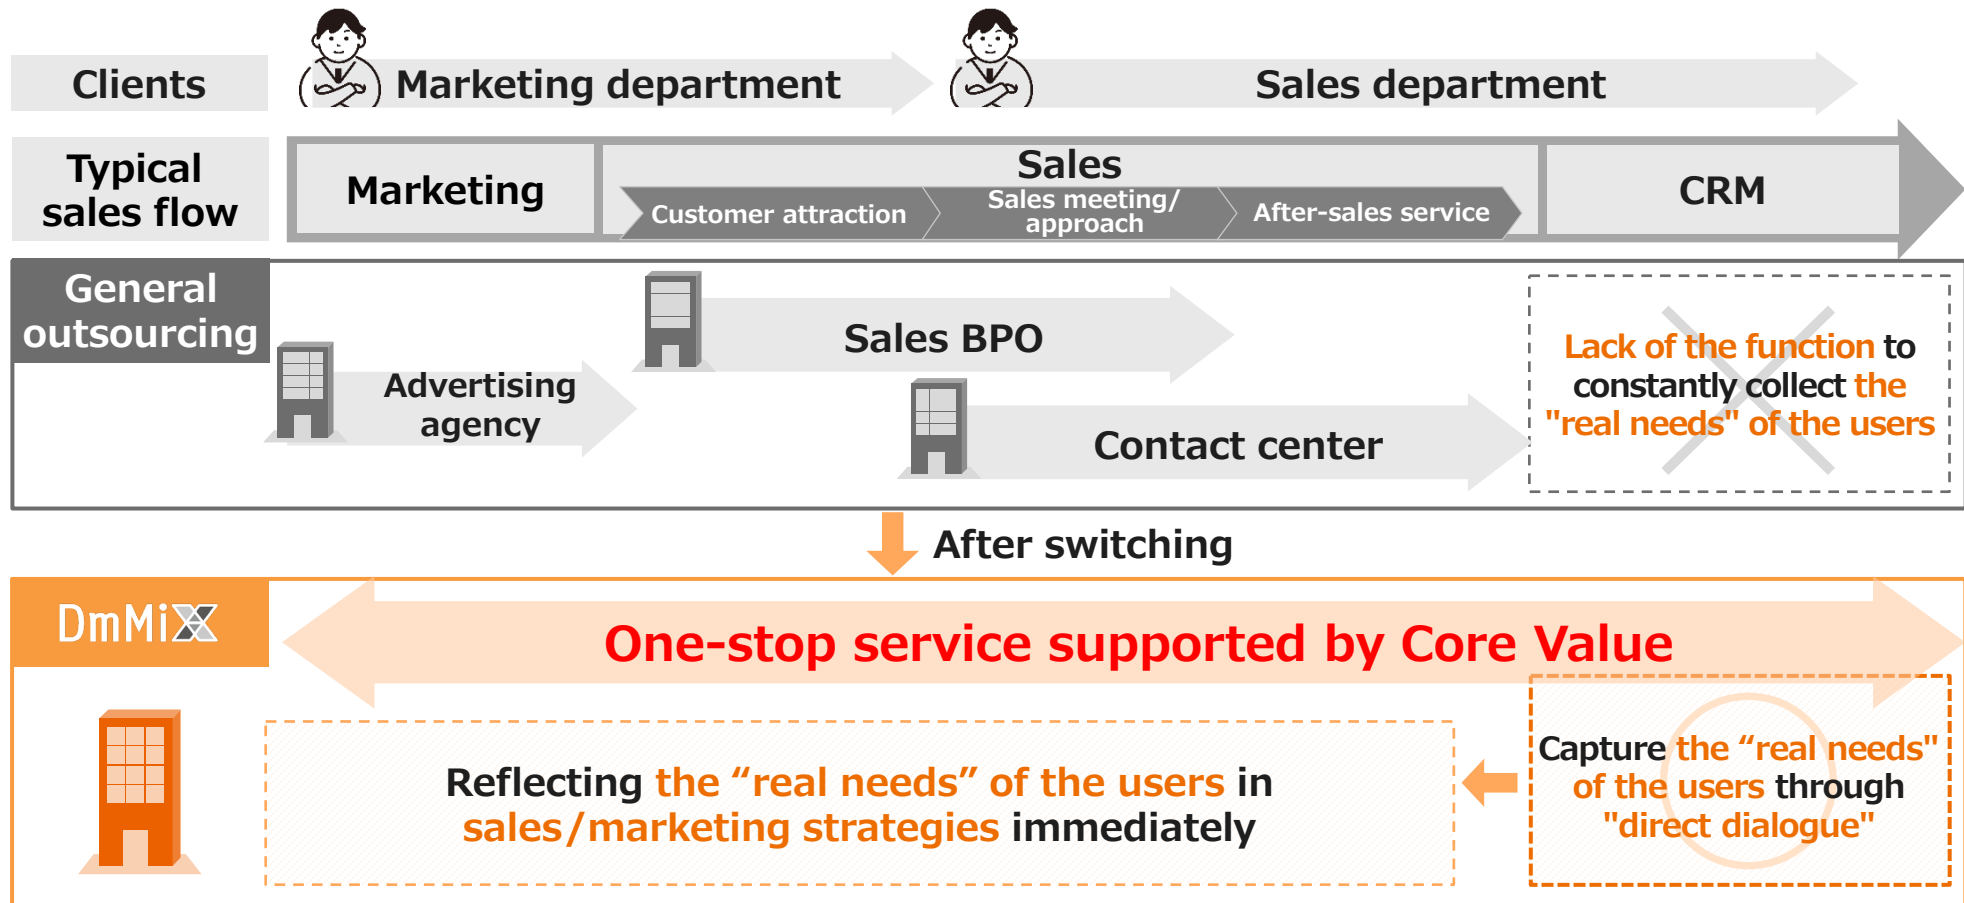 Clients
Marketing department
Sales department
Typical
sales flow
Marketing
Sales
Customer attraction
Sales meeting/
approach
After-sales service
CRM
General
outsourcing
Advertising
agency
Sales BPO
Contact center
Lack of the function to
constantly collect the
"real needs" of the users
After switching
DmMiX
One-stop service supported by Core Value
Reflecting the “real needs” of the users in
sales/marketing strategies immediately
Capture the “real needs"
of the users through
"direct dialogue"